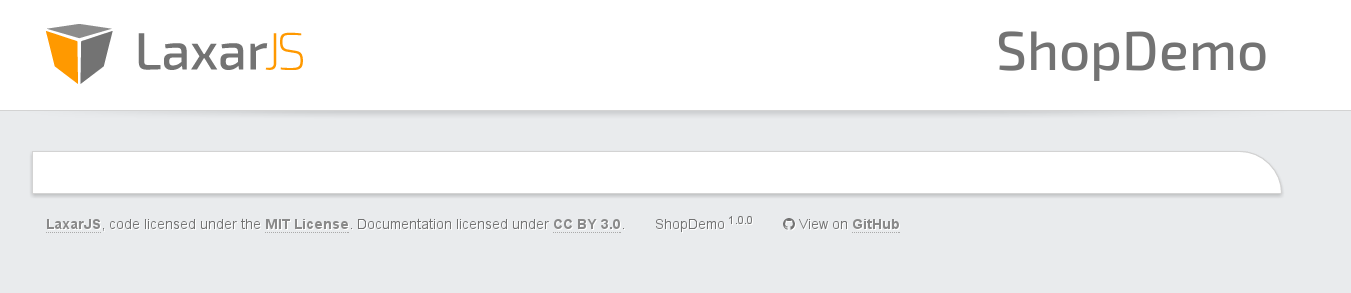 LaxarJS
ShopDemo
LaxarJS, code licensed under the MIT License. Documentation licensed under CC BY 3.0. ShopDemo 1.0.0 View on GitHub